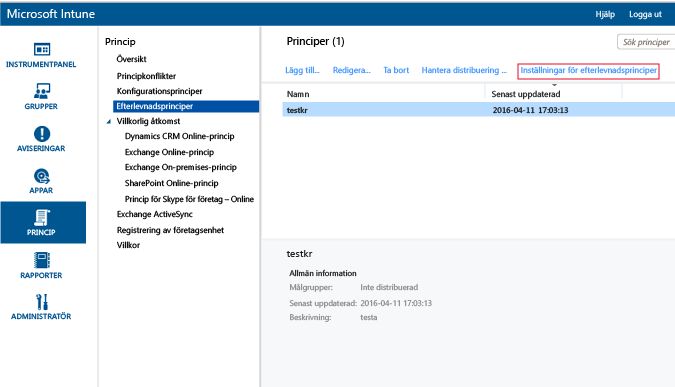 Microsoft Intune
Hjälp Logga ut
INSTRUMENTPANEL
GRUPPER
AVISERINGAR
APPAR
PRINCIP
RAPPORTER
ADMINISTRATÖR
Princip
Översikt
Principkonflikter
Konfigurationsprinciper
Efterlevnadsprinciper
Villkorlig åtkomst
Dynamics CRM Online-princip
Exchange Online-princip
Exchange On-premises-princip
SharePoint Online-princip
Princip för Skype för företag – Online
Exchange ActiveSync
Registrering av företagsenhet
Villkor
Principer (1)
Sök principer
Lägg till... Redigera... Ta bort Hantera distribuering ... Inställningar för efterlevnadsprinciper
Namn Senast uppdaterad
testkr 2016-04-11 17:03:13
testkr
Allmän information
Målgrupper: Inte distribuerad
Senast uppdaterad: 2016-04-11 17:03:13
Beskrivning: testa